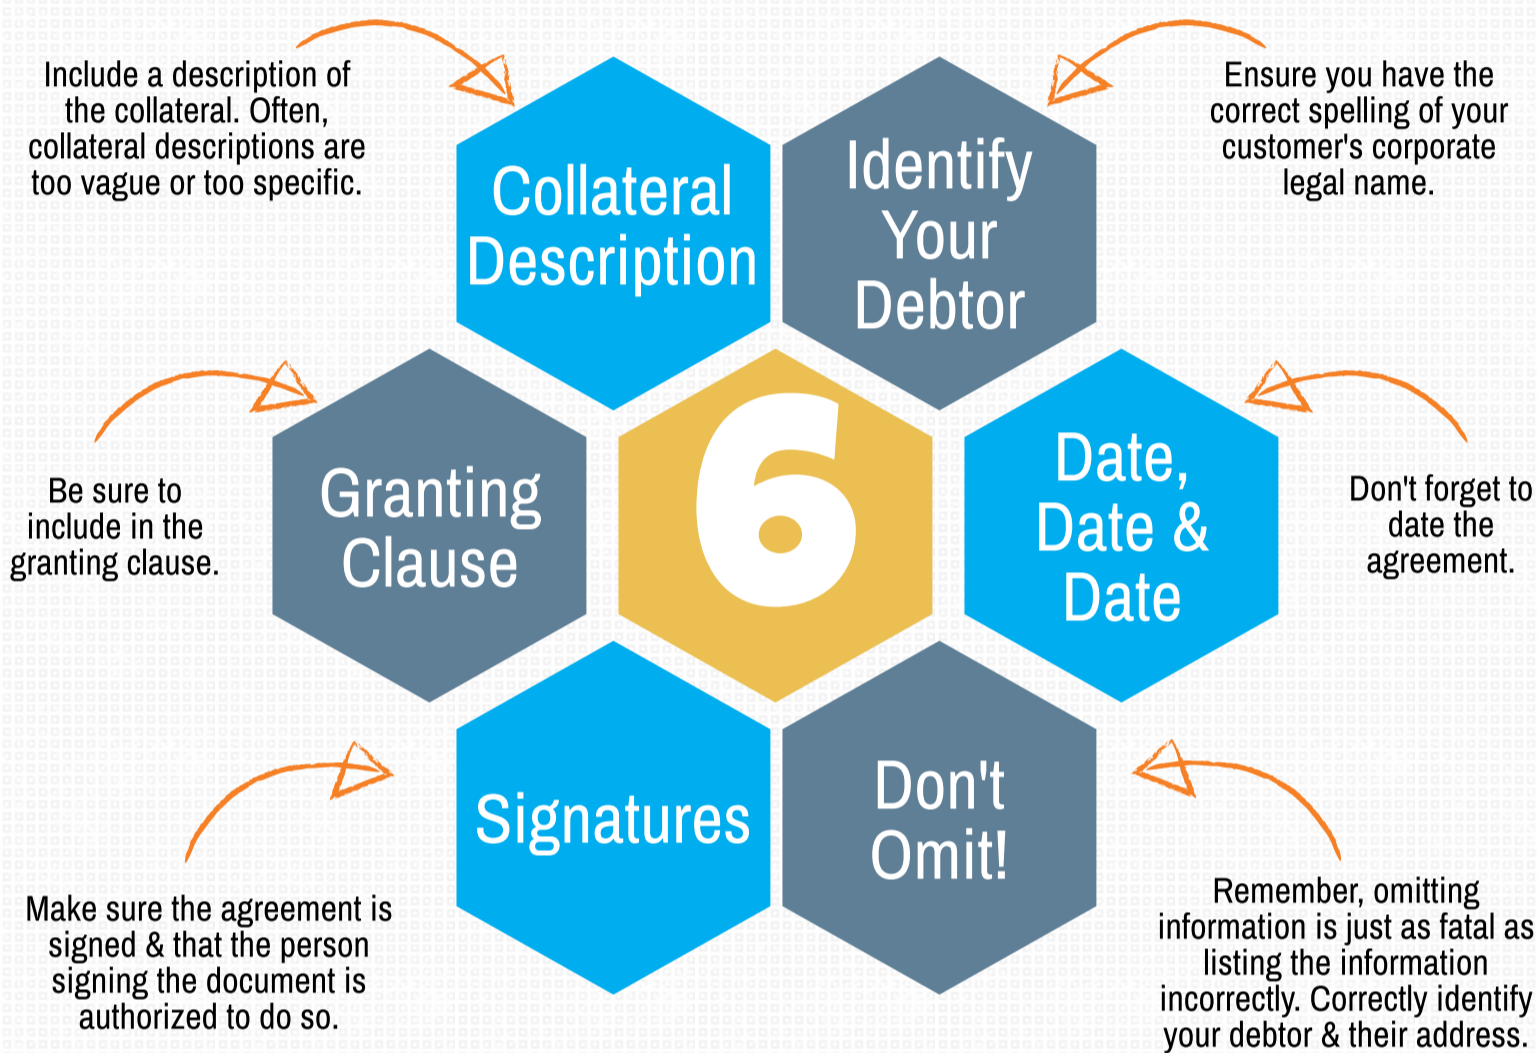 Include a description of
the collateral. Often,
collateral descriptions are
too vague or too specific.
Collateral
Description
Identify
Your
Debtor
Ensure you have the
correct spelling of your
customer's corporate
legal name.
Be sure to
include in the
granting clause.
Granting
Clause
6
Date,
Date &
Date
Don't forget to
date the
agreement.
Make sure the agreement is
signed & that the person
signing the document is
authorized to do so.
Signatures
Don't
Omit!
Remember, omitting
information is just as fatal as
listing the information
incorrectly. Correctly identify
your debtor & their address.